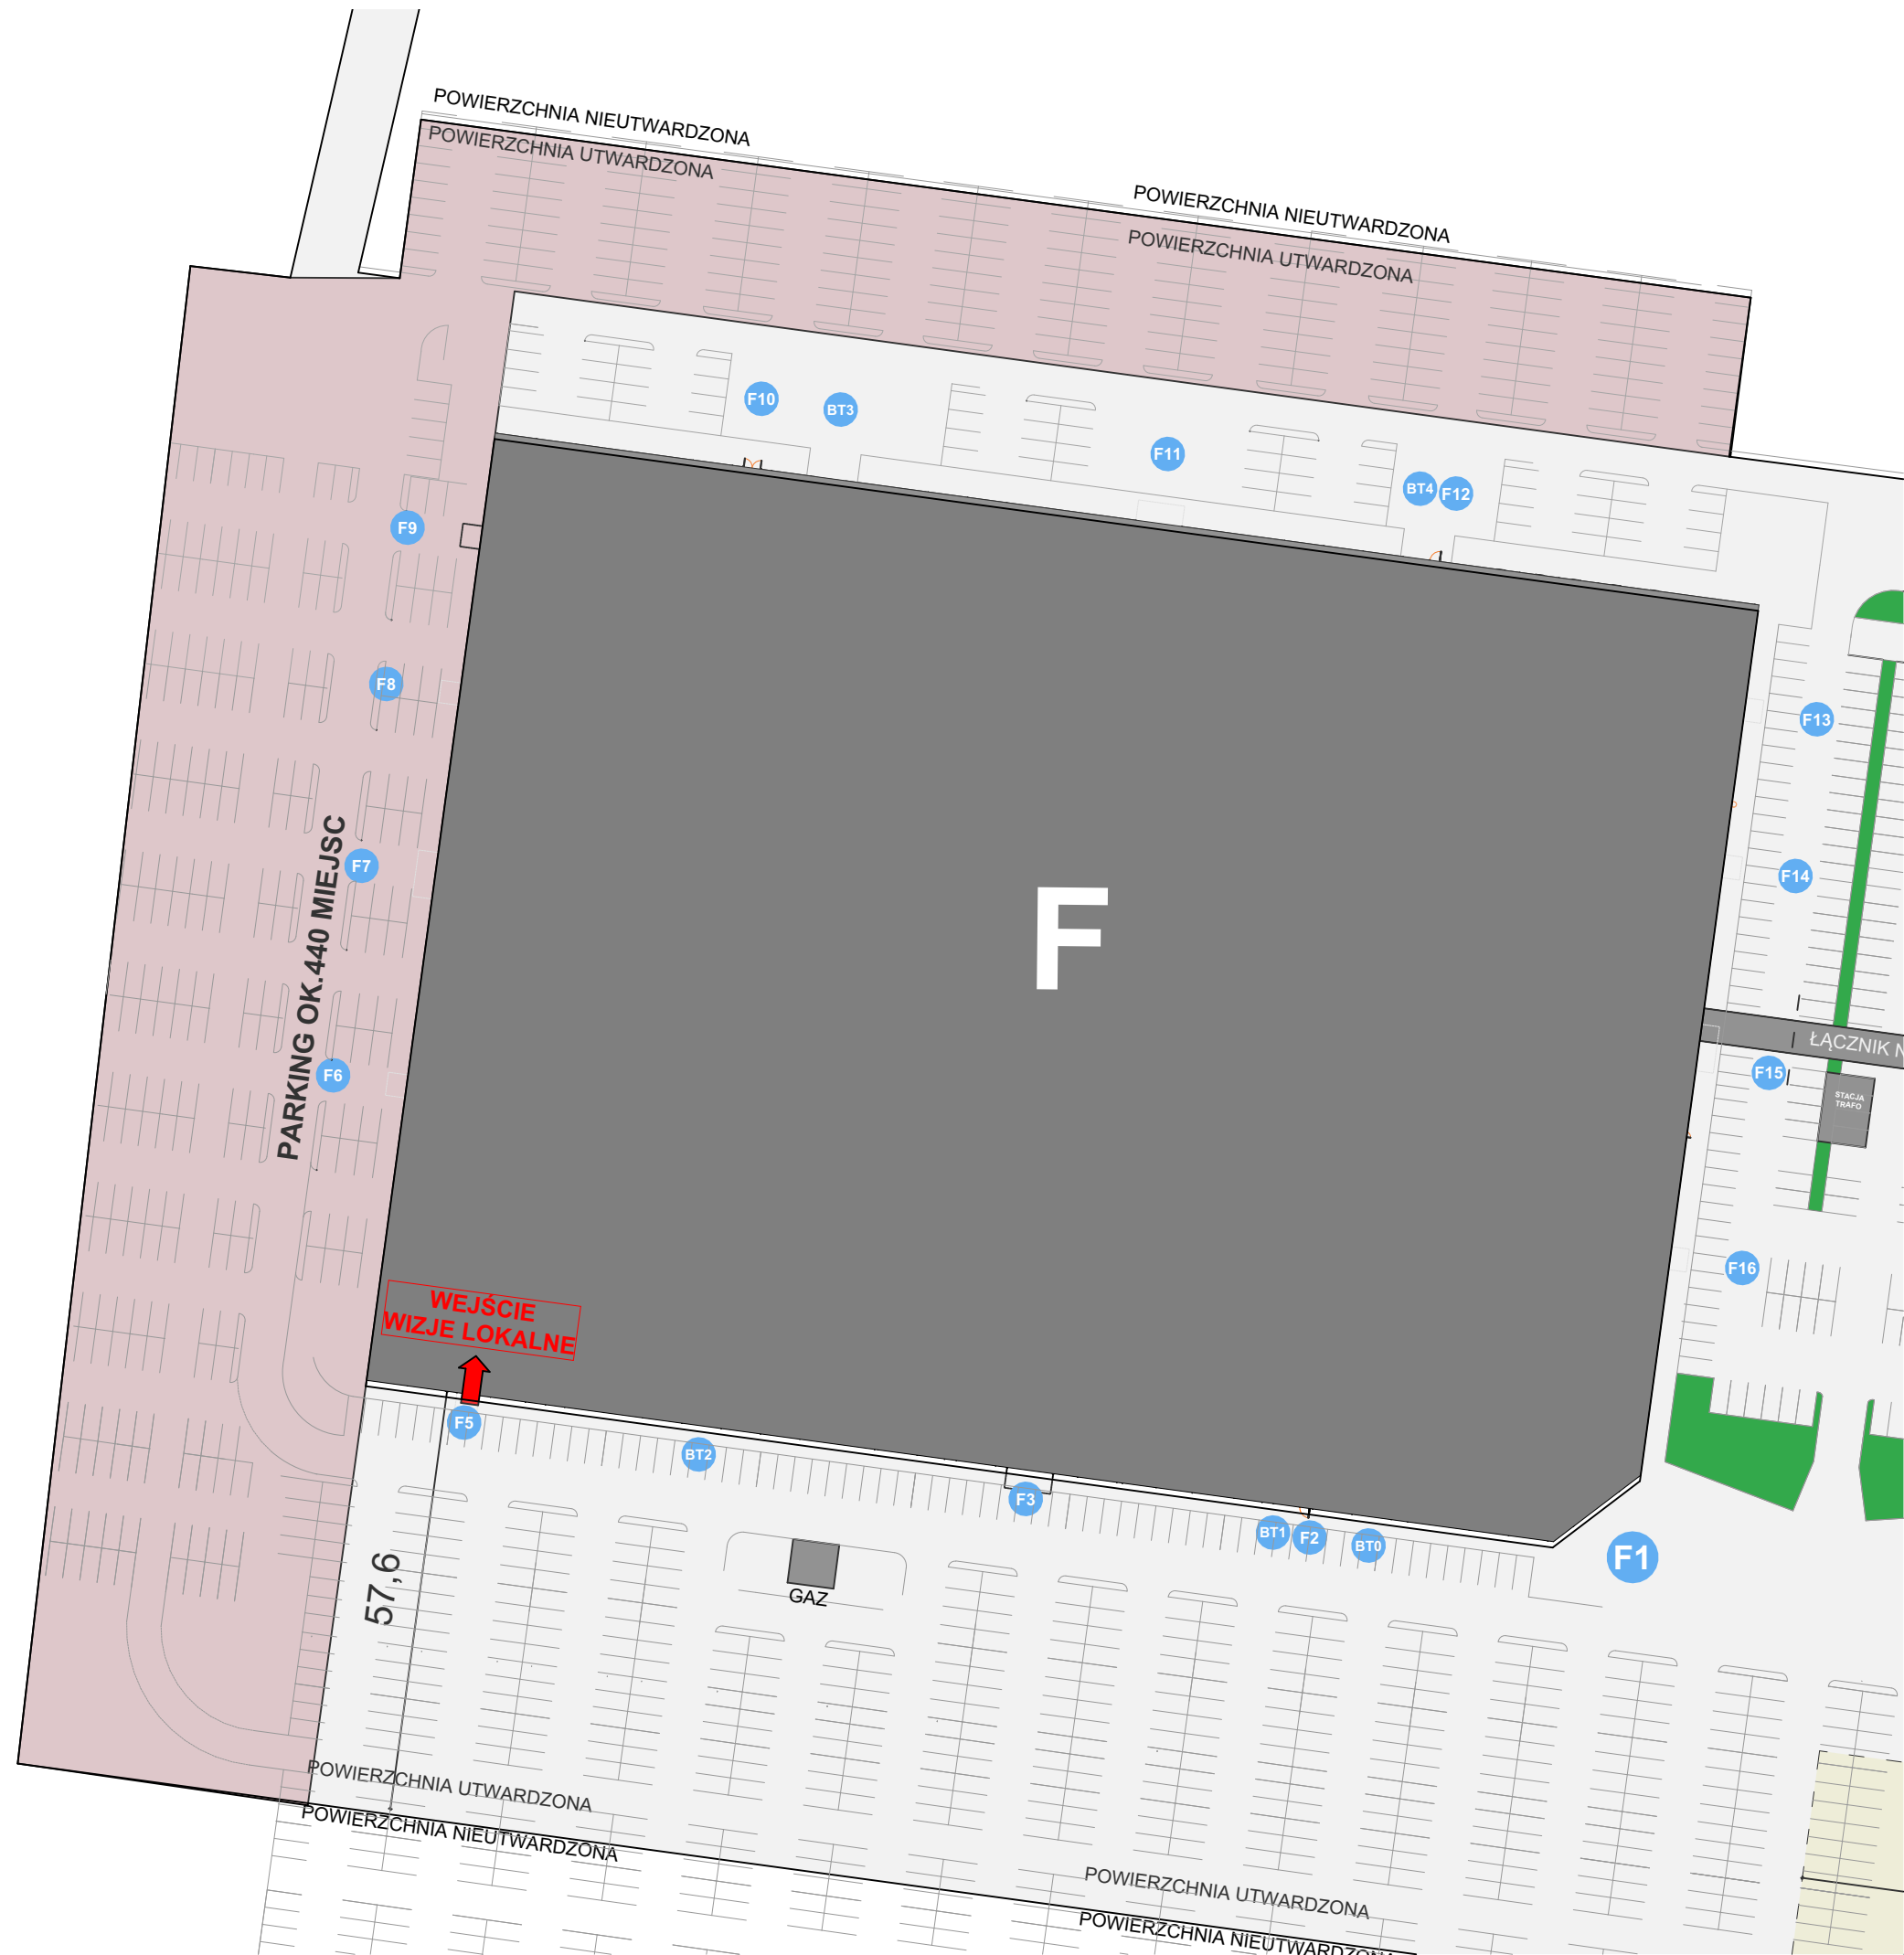 POWIERZCHNIA NIEUTWARDZONA
POWIERZCHNIA UTWARDZONA
POWIERZCHNIA NIEUTWARDZONA
POWIERZCHNIA UTWARDZONA
F10
BT3
F11
BT4
F12
F9
F8
F13
F7
F14
F
PARKING OK.440 MIEJSC
F6
ŁĄCZNIK N
F15
STACJA
TRAFO
F16
WEJŚCIE
WIZJE LOKALNE
F5
BT2
F3
BT1
F2
BT0
F1
57,6
GAZ
POWIERZCHNIA UTWARDZONA
POWIERZCHNIA NIEUTWARDZONA
POWIERZCHNIA UTWARDZONA
POWIERZCHNIA NIEUTWARDZONA